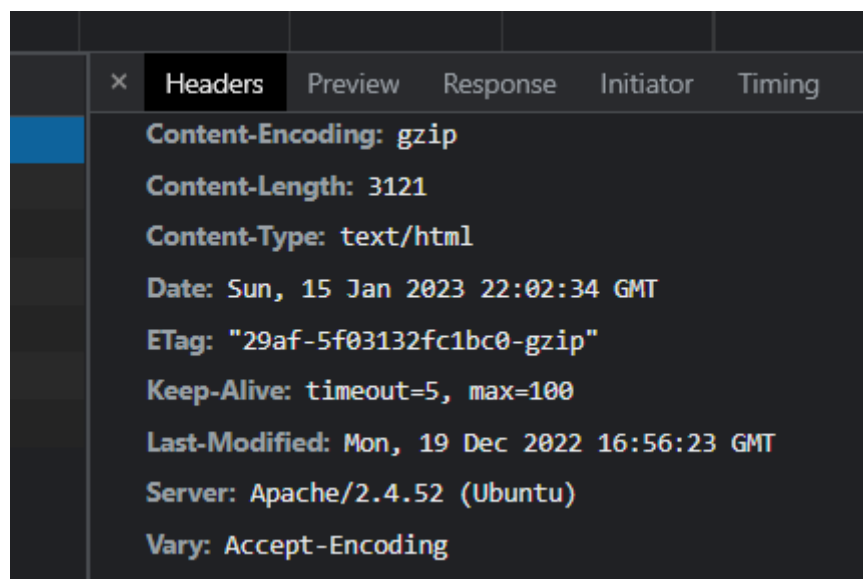 × Headers Preview Response Initiator Timing
Content-Encoding: gzip
Content-Length: 3121
Content-Type: text/html
Date: Sun, 15 Jan 2023 22:02:34 GMT
ETag: "29af-5f03132fc1bc0-gzip"
Keep-Alive: timeout=5, max=100
Last-Modified: Mon, 19 Dec 2022 16:56:23 GMT
Server: Apache/2.4.52 (Ubuntu)
Vary: Accept-Encoding